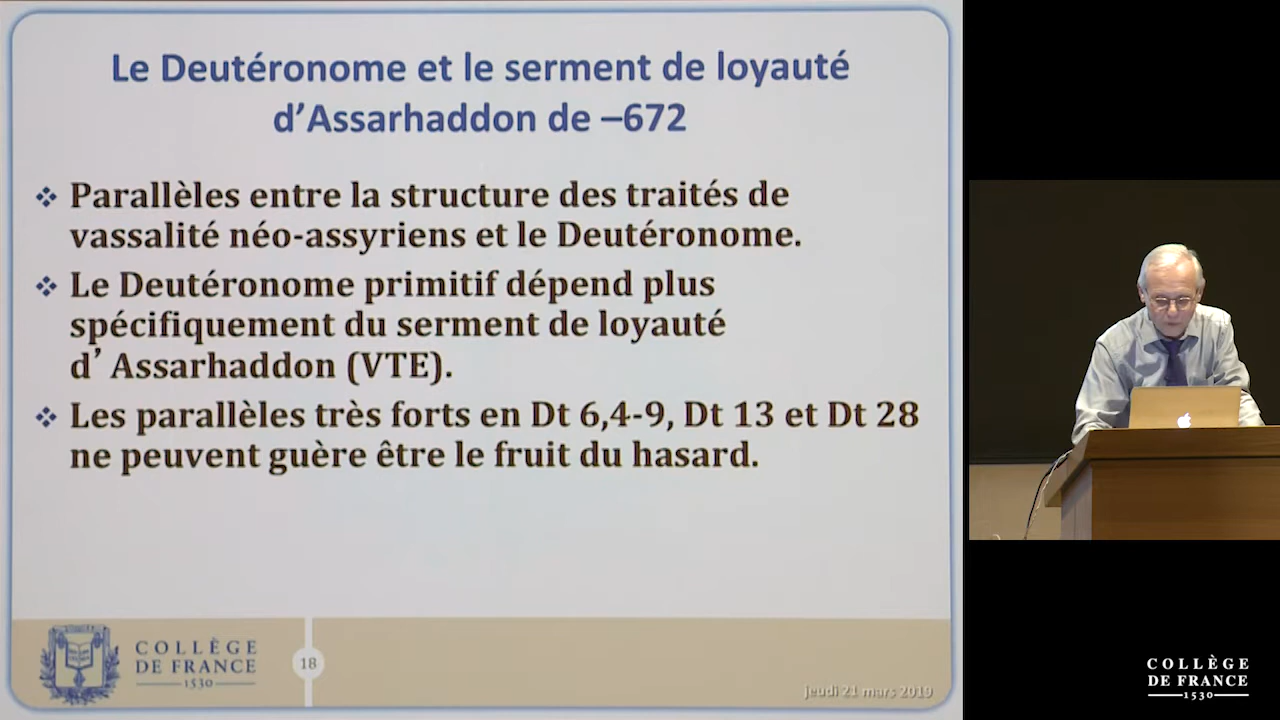 Le Deutéronome et le serment de loyauté
d’Assarhaddon de –672
❖ Parallèles entre la structure des traités de
vassalité néo-assyriens et le Deutéronome.
❖ Le Deutéronome primitif dépend plus
spécifiquement du serment de loyauté
d’ Assarhaddon (VTE).
❖ Les parallèles très forts en Dt 6,4-9, Dt 13 et Dt 28
ne peuvent guère être le fruit du hasard.
COLLÈGE
DE FRANCE
1530
18
jeudi 21 mars 2019
COLLÈGE
DE FRANCE
1530